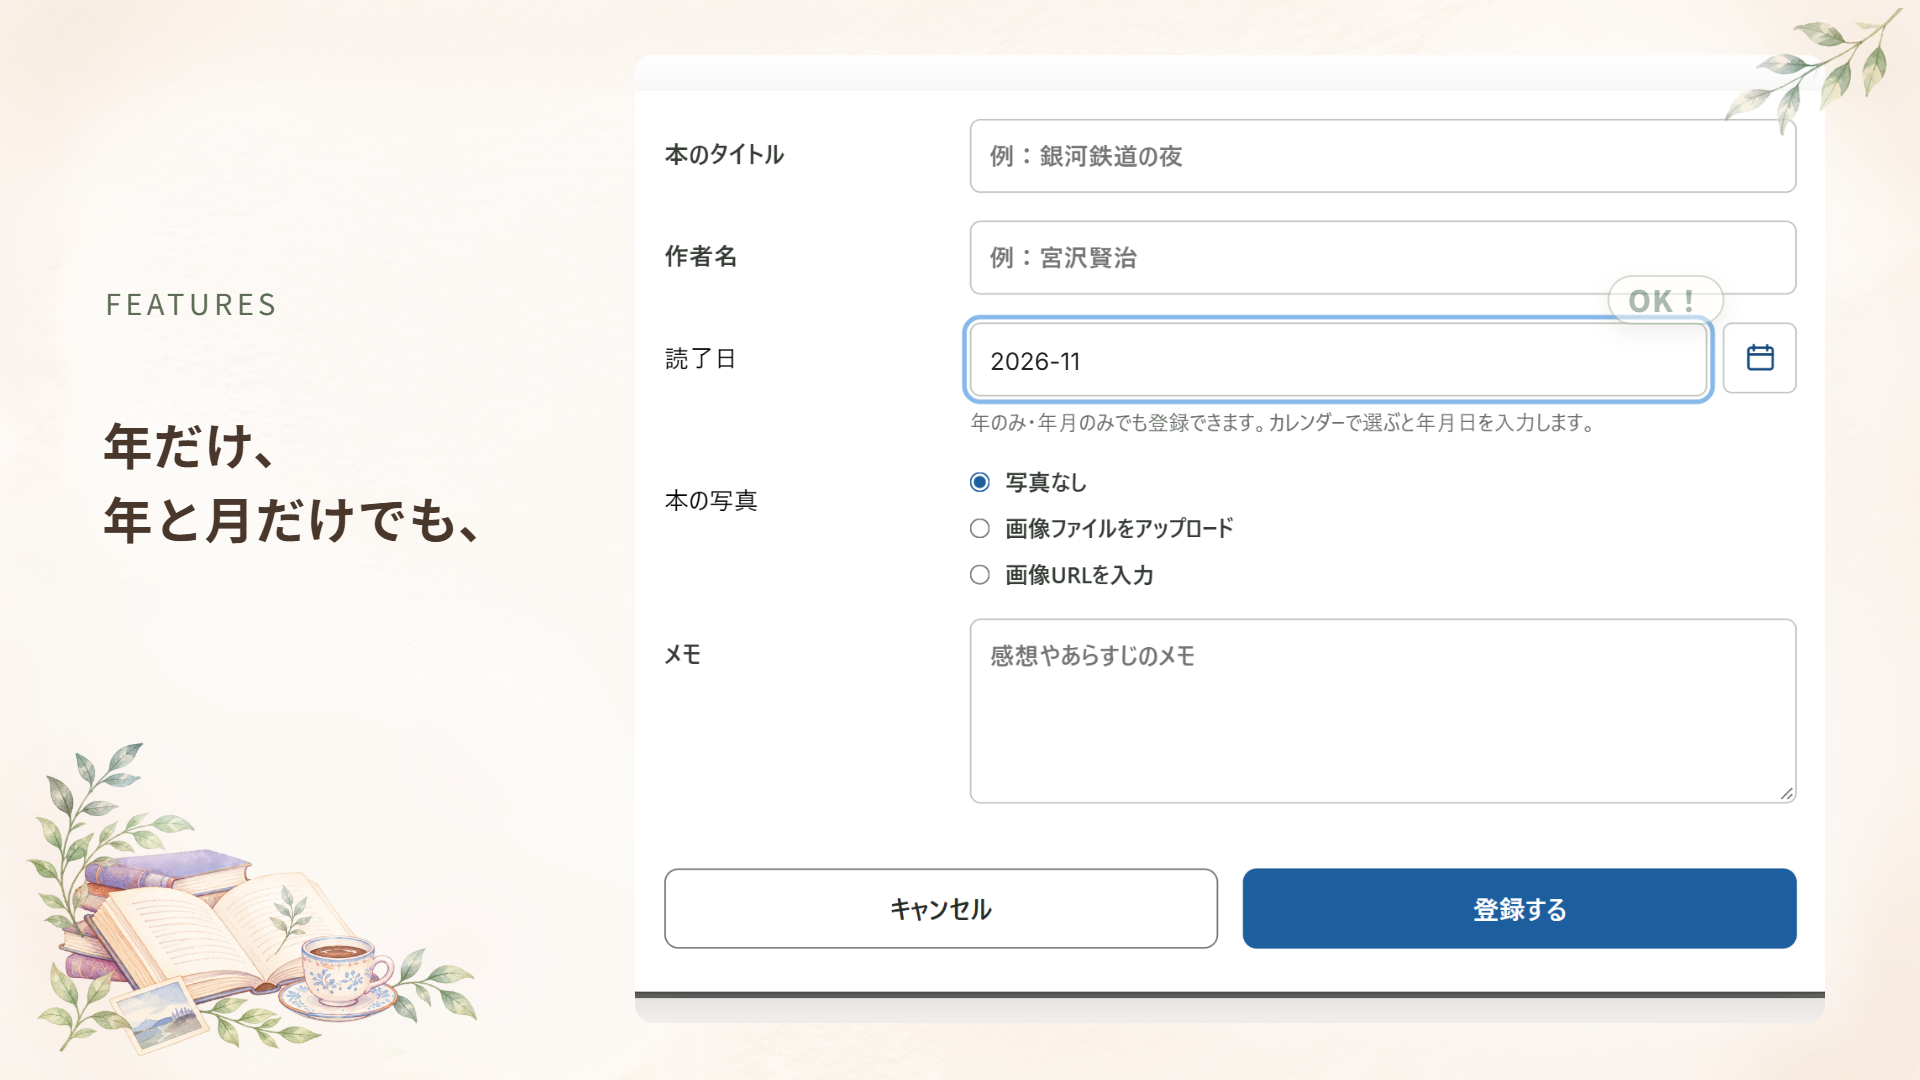 FEATURES
年だけ、
年と月だけでも、
本のタイトル
例：銀河鉄道の夜
作者名
例：宮沢賢治
OK！
読了日
2026-11
年のみ・年月のみでも登録できます。カレンダーで選ぶと年月日を入力します。
本の写真
写真なし
画像ファイルをアップロード
画像URLを入力
メモ
感想やあらすじのメモ
キャンセル
登録する